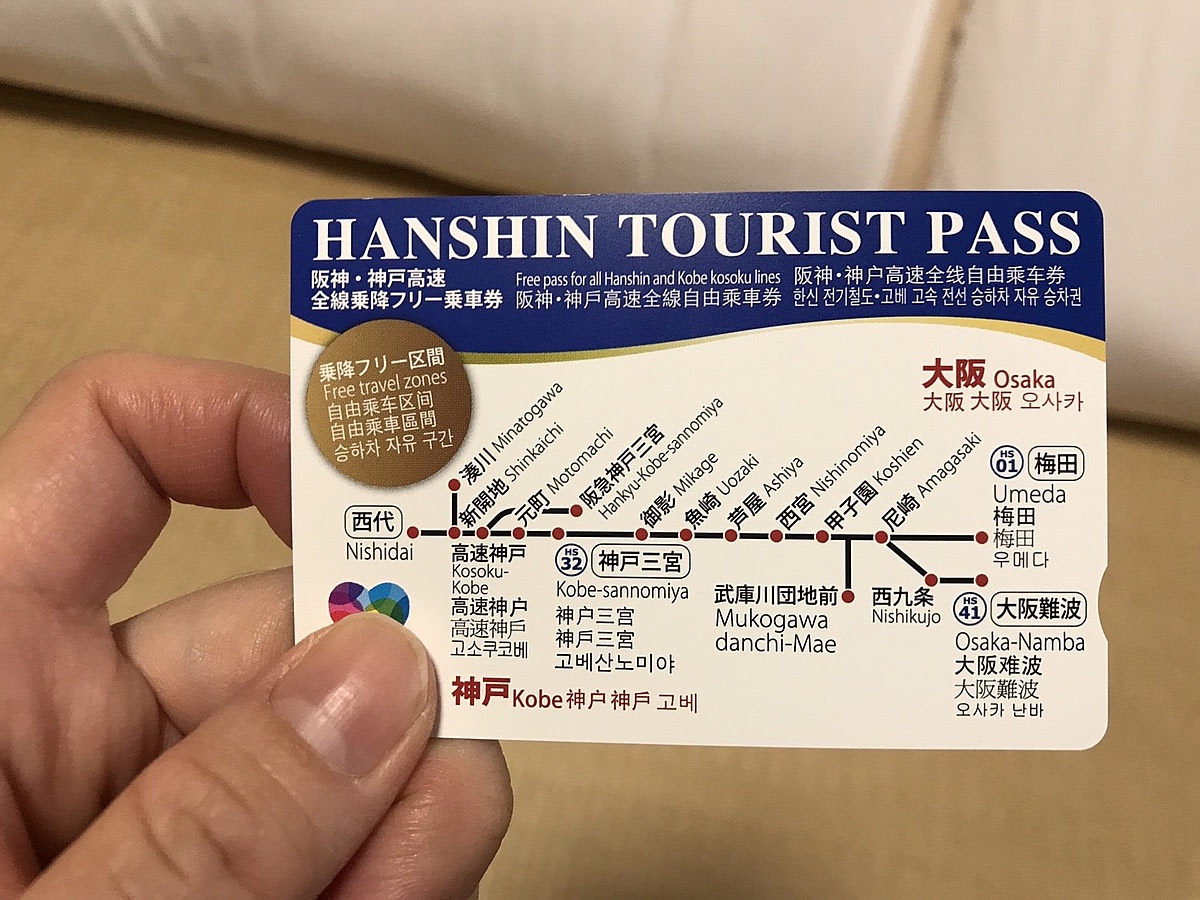 HANSHIN TOURIST PASS
阪神・神戸高速
全線乗降フリー乗車券
Free pass for all Hanshin and Kobe kosoku lines
阪神・神戶高速全線自由乘車券
阪神・神户高速全线自由乘车券
한신 전기철도・고베 고속 전선 승하차 자유 승차권
乗降フリー区間
Free travel zones
自由乘车区间
自由乘車區間
승하차 자유 구간
大阪 Osaka
大阪 大阪 오사카
湊川 Minatogawa
新開地 Shinkaichi
元町 Motomachi
阪急神戸三宮
Hankyu-Kobe-sannomiya
御影 Mikage
魚崎 Uozaki
芦屋 Ashiya
西宮 Nishinomiya
甲子園 Koshien
尼崎 Amagasaki
HS
01 梅田
Umeda
梅田
梅田
우메다
西代
Nishidai
高速神戸
Kosoku-
Kobe
高速神户
高速神戶
고소쿠코베
HS
32 神戸三宮
Kobe-sannomiya
神户三宫
神戶三宮
고베산노미야
武庫川団地前
Mukogawa
danchi-Mae
西九条
Nishikujo
HS
41 大阪難波
Osaka-Namba
大阪难波
大阪難波
오사카 난바
神戸 Kobe 神户 神戶 고베